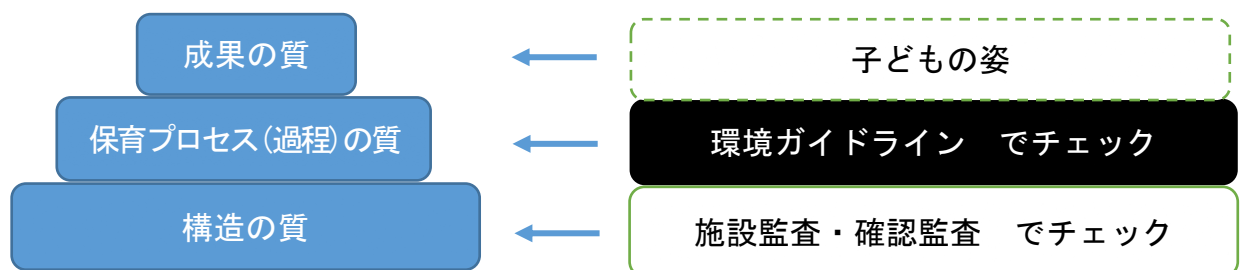 成果の質
子どもの姿
保育プロセス(過程)の質
環境ガイドライン　でチェック
構造の質
施設監査・確認監査　でチェック